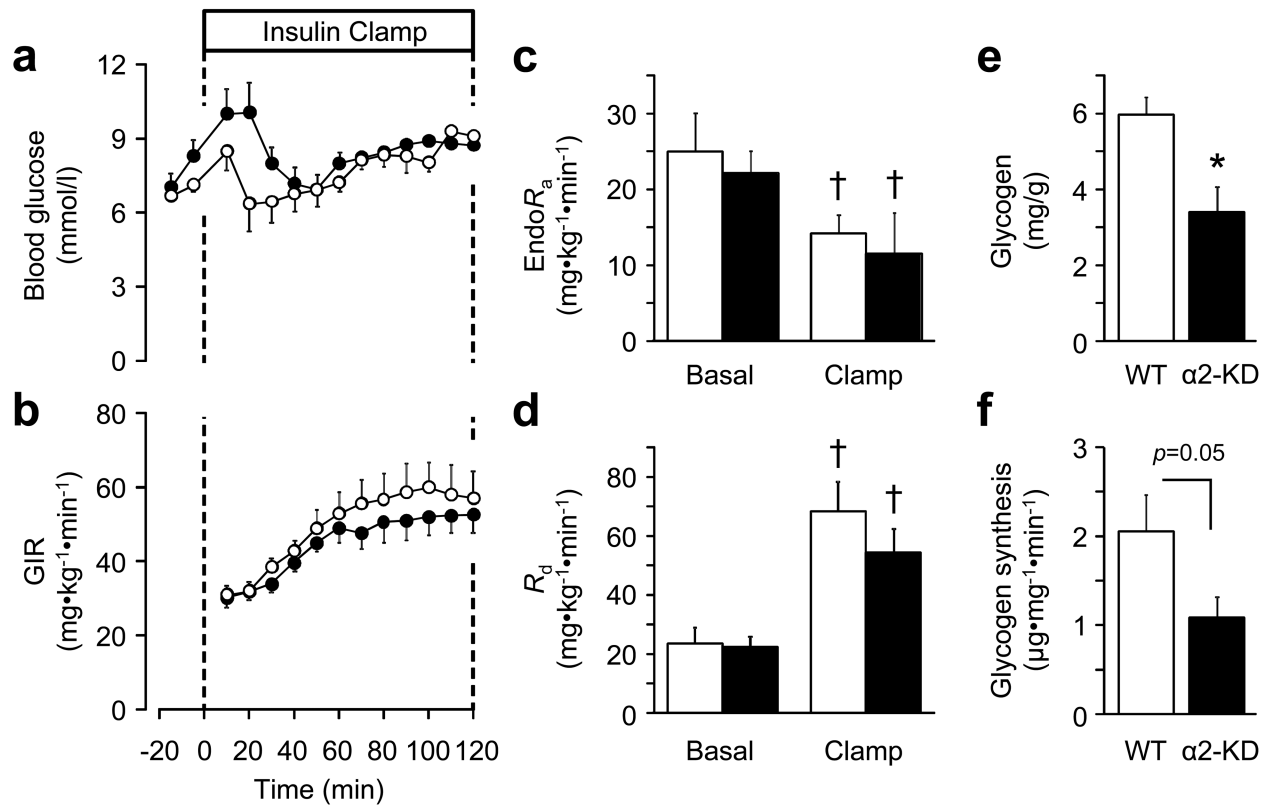 Insulin Clamp
a
Blood glucose
(mmol/l)
12
9
6
3
0
b
GIR
(mg•kg⁻¹•min⁻¹)
80
60
40
20
0
-20 0 20 40 60 80 100 120
Time (min)
c
EndoRₐ
(mg•kg⁻¹•min⁻¹)
30
20
10
0
† †
Basal Clamp
d
R_d
(mg•kg⁻¹•min⁻¹)
80
60
40
20
0
† †
Basal Clamp
e
Glycogen
(mg/g)
6
4
2
0
*
WT α2-KD
f
Glycogen synthesis
(µg•mg⁻¹•min⁻¹)
3
2
1
0
p=0.05
WT α2-KD